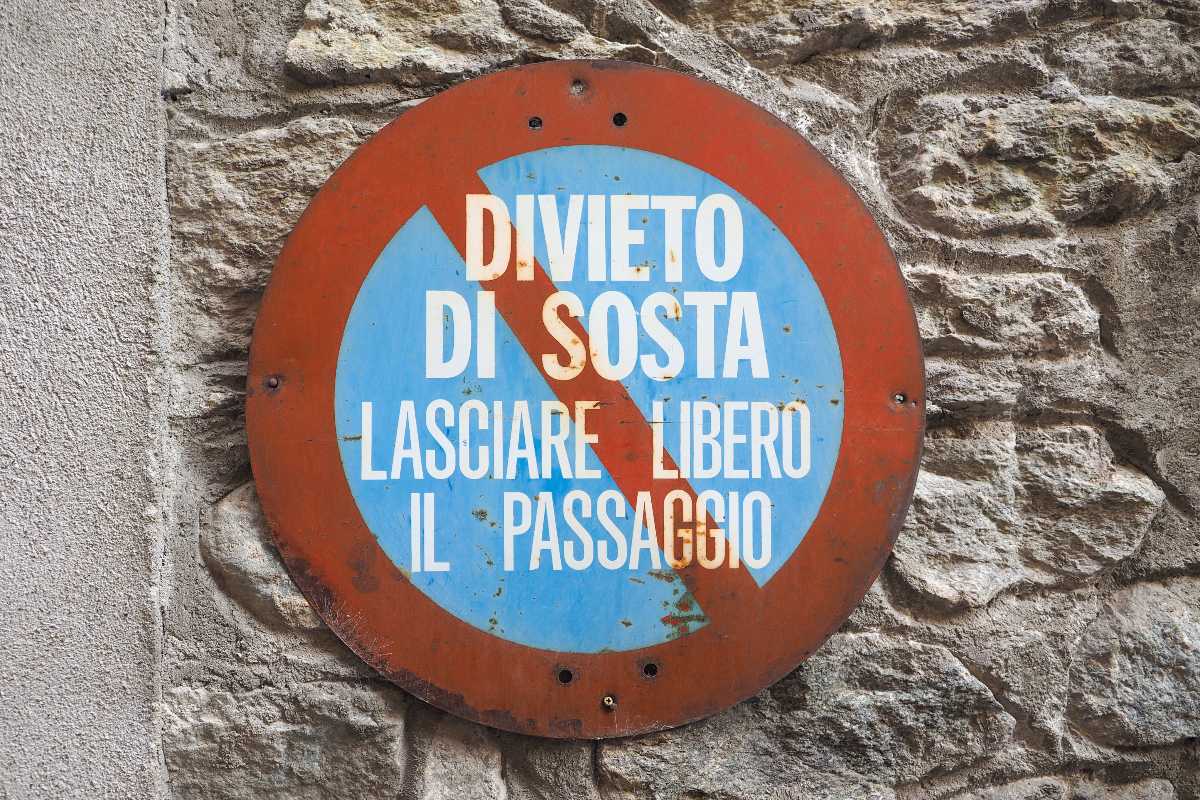 DIVIETO
DI SOSTA
LASCIARE LIBERO
IL PASSAGGIO